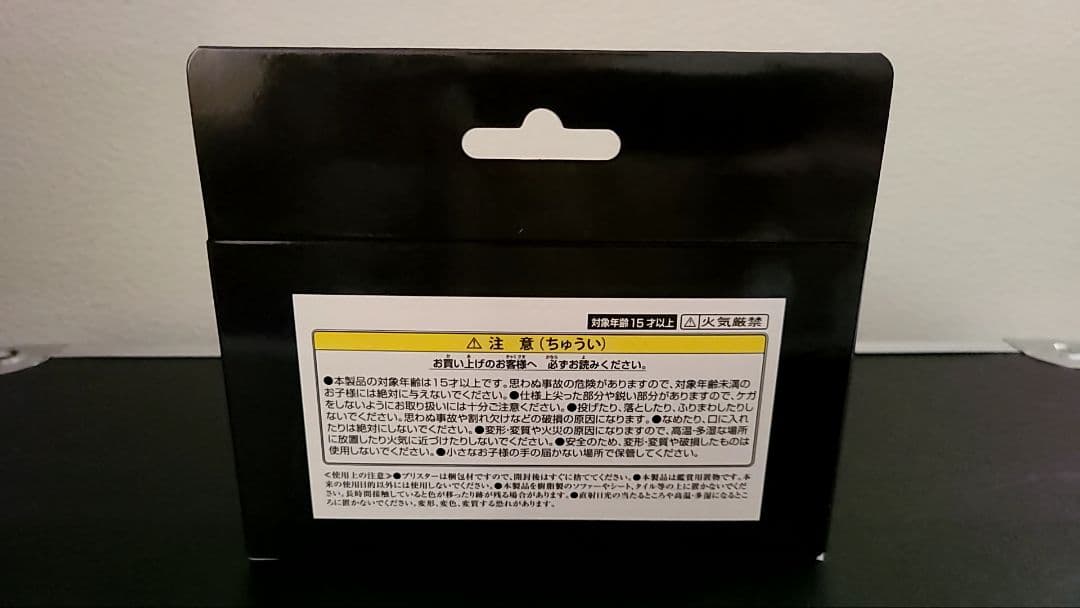 対象年齢15才以上 ⚠火気厳禁
⚠ 注 意(ちゅうい)
お買い上げのお客様へ 必ずお読みください。
●本製品の対象年齢は15才以上です。思わぬ事故の危険がありますので、対象年齢未満の
お子様には絶対に与えないでください。●仕様上尖った部分や鋭い部分がありますので、ケガ
をしないようにお取り扱いには十分ご注意ください。●投げたり、落としたり、ふりまわしたりし
ないでください。思わぬ事故や割れ欠けなどの破損の原因になります。●なめたり、口に入れ
たりは絶対にしないでください。●変形・変質や火災の原因になりますので、高温・多湿な場所
に放置したり火気に近づけたりしないでください。●安全のため、変形・変質や破損したものは
使用しないでください。●小さなお子様の手の届かない場所で保管してください。
<使用上の注意>●ブリスターは梱包材ですので、開封後はすぐに捨ててください。●本製品は鑑賞用置物です。本
来の使用目的以外には使用しないでください。●本製品を樹脂製のソファーやシート、タイル等の上に置かないでくだ
さい。長時間接触していると色が移ったり跡が残る場合があります。●直射日光の当たるところや高温・多湿になるとこ
ろに置かないでください。変形、変色、変質する恐れがあります。